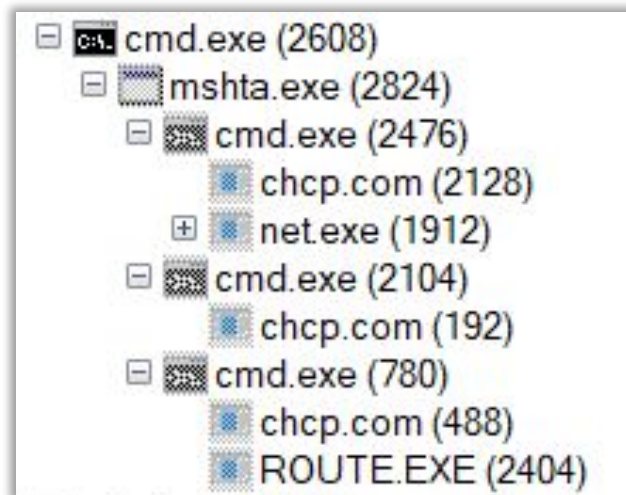 cmd.exe (2608)
mshta.exe (2824)
cmd.exe (2476)
chcp.com (2128)
net.exe (1912)
cmd.exe (2104)
chcp.com (192)
cmd.exe (780)
chcp.com (488)
ROUTE.EXE (2404)